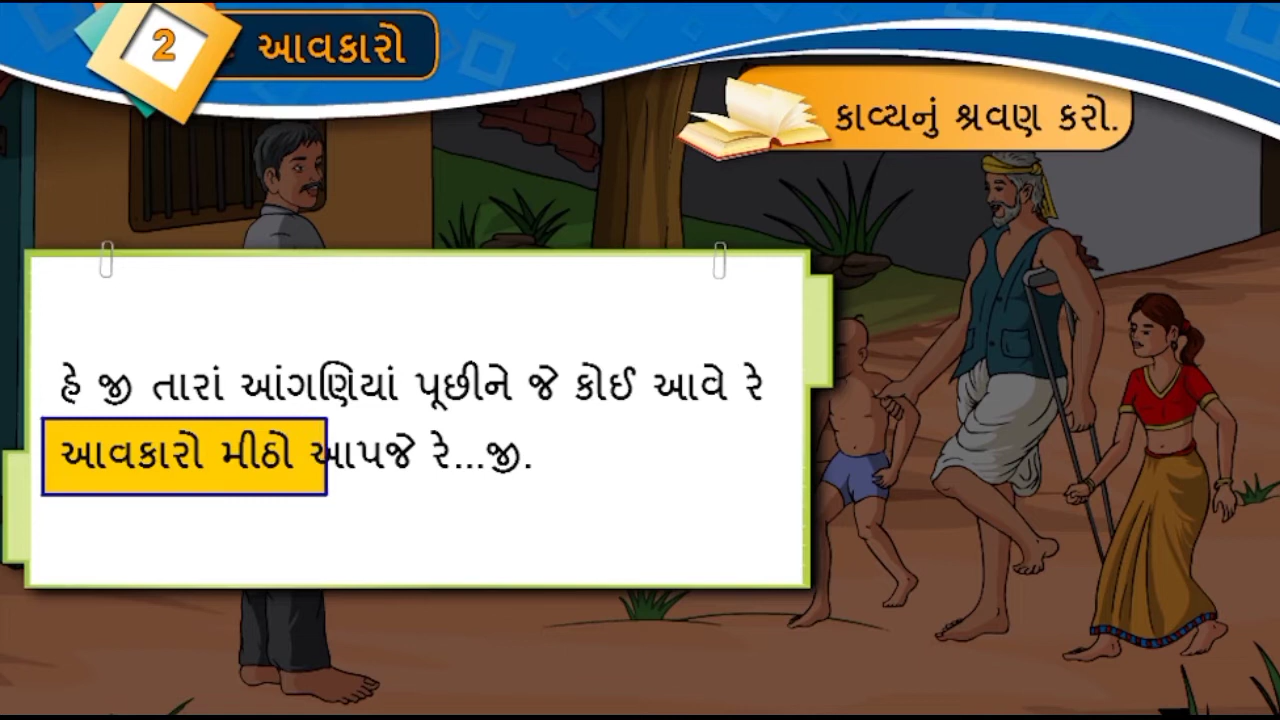 2 : આવકારો
કાવ્યનું શ્રવણ કરો.
હે જી તારાં આંગણિયાં પૂછીને જે કોઈ આવે રે
આવકારો મીઠો આપજે રે...જી.